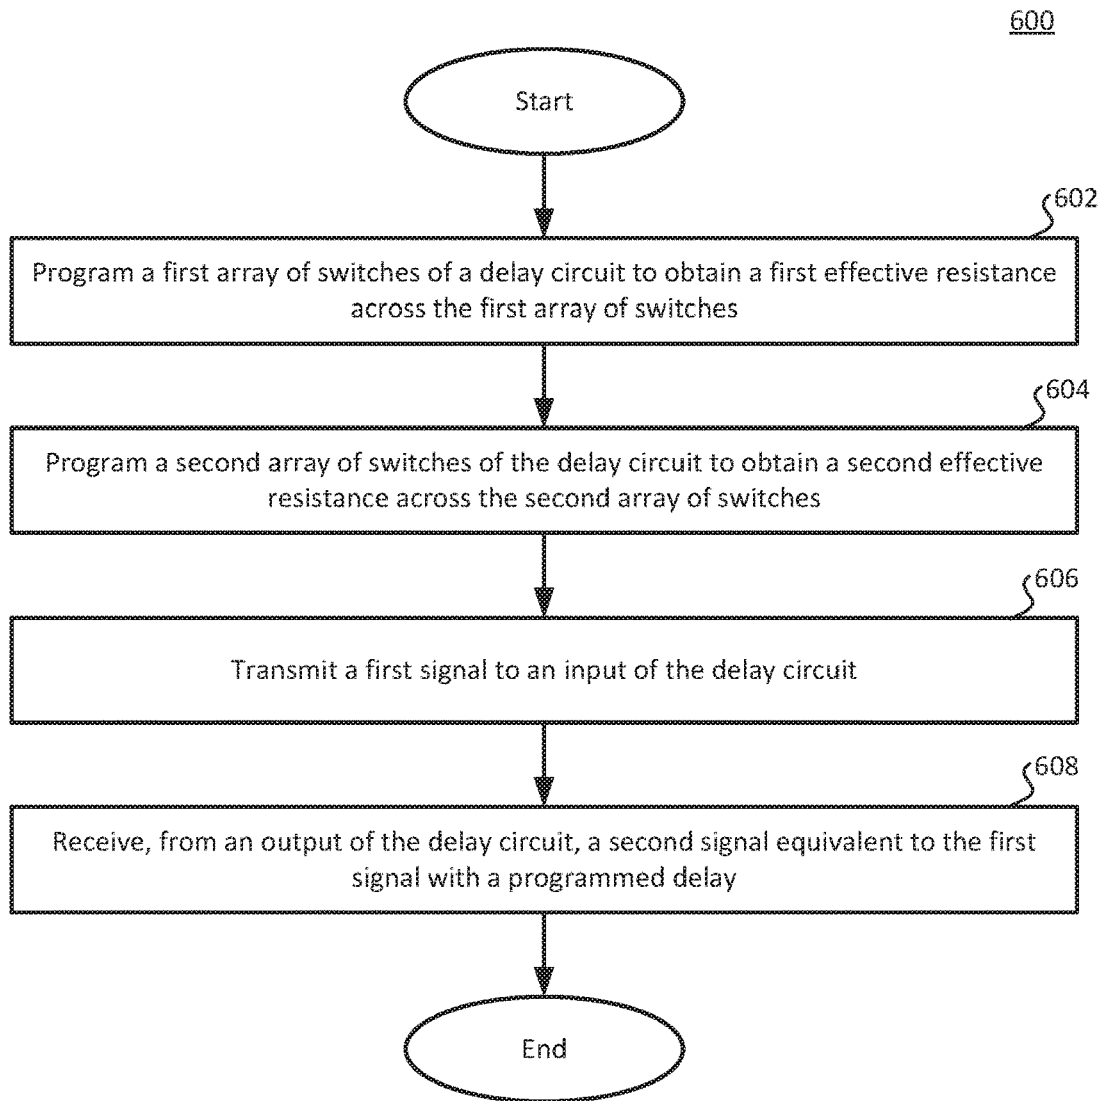 600
Start
602
Program a first array of switches of a delay circuit to obtain a first effective resistance
across the first array of switches
604
Program a second array of switches of the delay circuit to obtain a second effective
resistance across the second array of switches
606
Transmit a first signal to an input of the delay circuit
608
Receive, from an output of the delay circuit, a second signal equivalent to the first
signal with a programmed delay
End